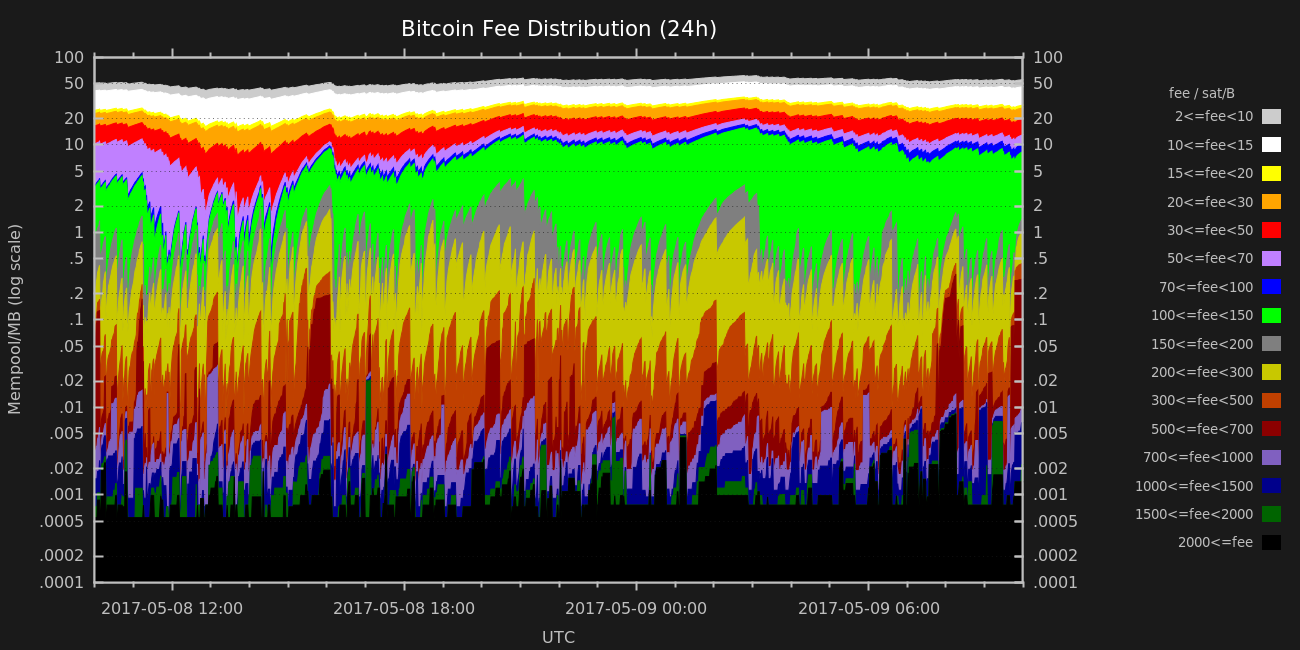 Bitcoin Fee Distribution (24h)
100
50
20
10
5
2
1
.5
.2
.1
.05
.02
.01
.005
.002
.001
.0005
.0002
.0001
Mempool/MB (log scale)
100
50
20
10
5
2
1
.5
.2
.1
.05
.02
.01
.005
.002
.001
.0005
.0002
.0001
2017-05-08 12:00
2017-05-08 18:00
2017-05-09 00:00
2017-05-09 06:00
UTC
fee / sat/B
2<=fee<10
10<=fee<15
15<=fee<20
20<=fee<30
30<=fee<50
50<=fee<70
70<=fee<100
100<=fee<150
150<=fee<200
200<=fee<300
300<=fee<500
500<=fee<700
700<=fee<1000
1000<=fee<1500
1500<=fee<2000
2000<=fee